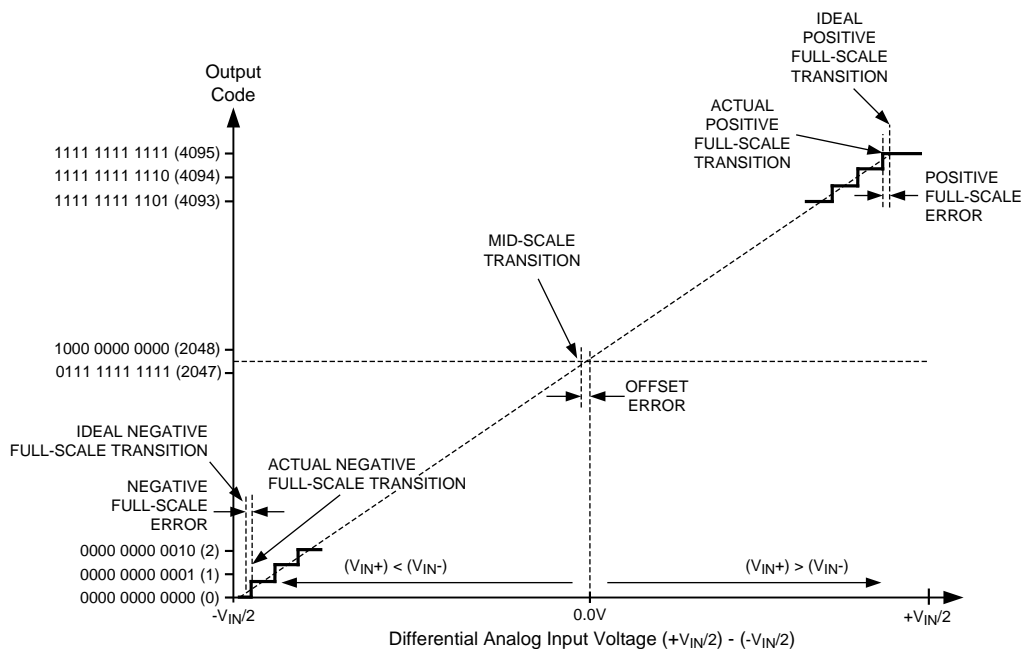 IDEAL
POSITIVE
FULL-SCALE
TRANSITION
Output
Code
ACTUAL
POSITIVE
FULL-SCALE
TRANSITION
1111 1111 1111 (4095)
1111 1111 1110 (4094)
1111 1111 1101 (4093)
POSITIVE
FULL-SCALE
ERROR
MID-SCALE
TRANSITION
1000 0000 0000 (2048)
0111 1111 1111 (2047)
OFFSET
ERROR
IDEAL NEGATIVE
FULL-SCALE TRANSITION
ACTUAL NEGATIVE
FULL-SCALE TRANSITION
NEGATIVE
FULL-SCALE
ERROR
0000 0000 0010 (2)
0000 0000 0001 (1)
0000 0000 0000 (0)
(VIN+) < (VIN-)
(VIN+) > (VIN-)
-VIN/2
0.0V
+VIN/2
Differential Analog Input Voltage (+VIN/2) - (-VIN/2)